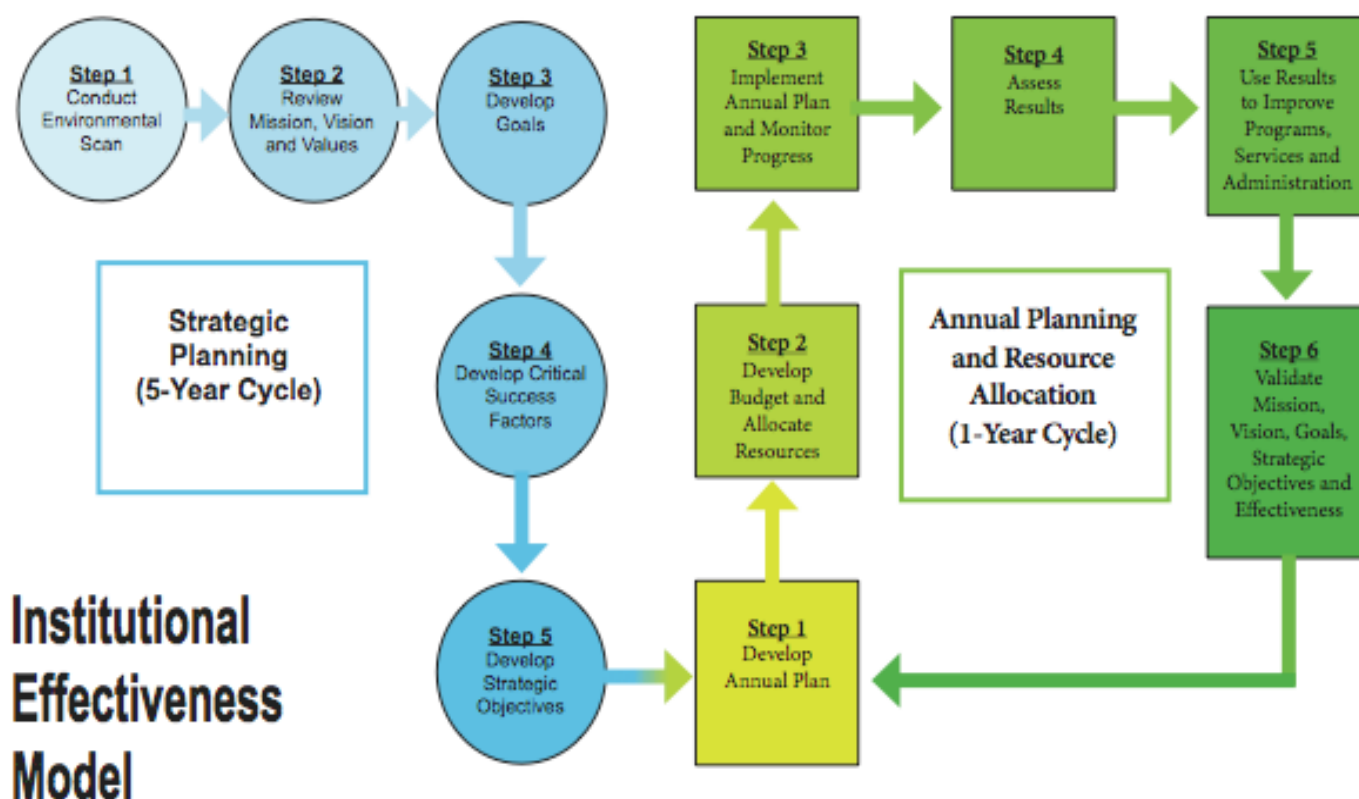 Step 1
Conduct
Environmental
Scan
Step 2
Review
Mission, Vision
and Values
Step 3
Develop
Goals
Step 4
Develop Critical
Success
Factors
Step 5
Develop
Strategic
Objectives
Strategic
Planning
(5-Year Cycle)
Step 1
Develop
Annual Plan
Step 2
Develop
Budget and
Allocate
Resources
Step 3
Implement
Annual Plan
and Monitor
Progress
Step 4
Assess
Results
Step 5
Use Results
to Improve
Programs,
Services and
Administration
Step 6
Validate
Mission,
Vision, Goals,
Strategic
Objectives and
Effectiveness
Annual Planning
and Resource
Allocation
(1-Year Cycle)
Institutional
Effectiveness
Model